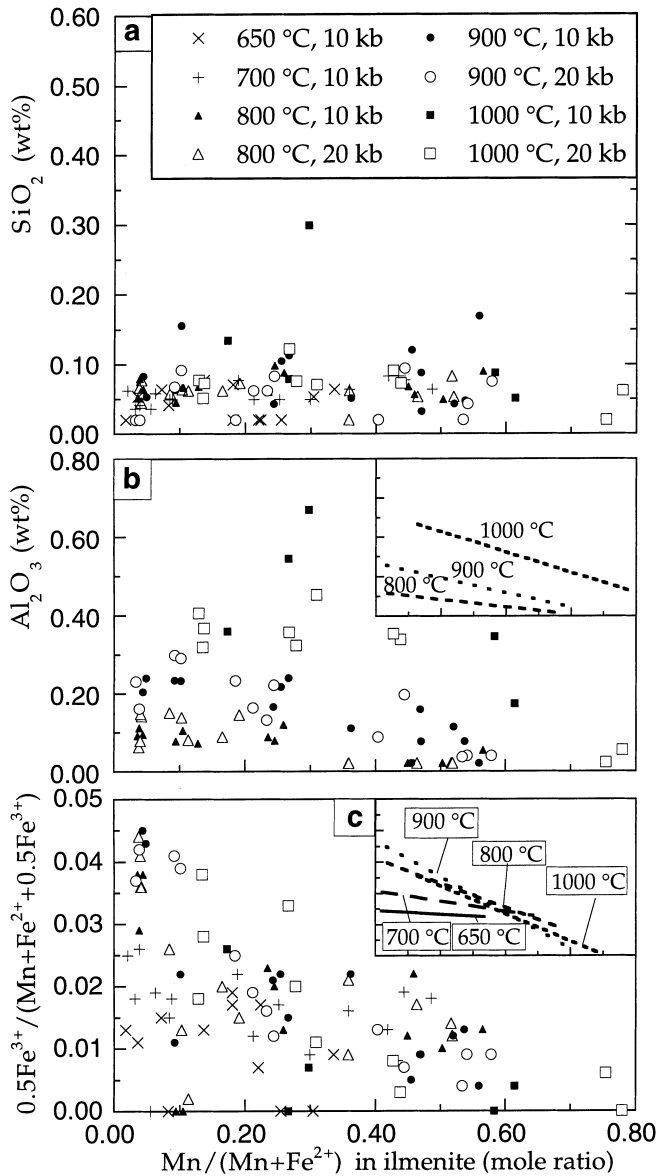 0.60
a
× 650 °C, 10 kb ● 900 °C, 10 kb
+ 700 °C, 10 kb ○ 900 °C, 20 kb
▲ 800 °C, 10 kb ■ 1000 °C, 10 kb
△ 800 °C, 20 kb □ 1000 °C, 20 kb
0.50
0.40
0.30
0.20
0.10
0.00
SiO₂ (wt%)
0.80
b
1000 °C
900 °C
800 °C
0.60
0.40
0.20
0.00
Al₂O₃ (wt%)
0.05
c
900 °C
800 °C
1000 °C
700 °C
650 °C
0.04
0.03
0.02
0.01
0.00
0.5Fe³⁺/(Mn+Fe²⁺+0.5Fe³⁺)
0.00 0.20 0.40 0.60 0.80
Mn/(Mn+Fe²⁺) in ilmenite (mole ratio)